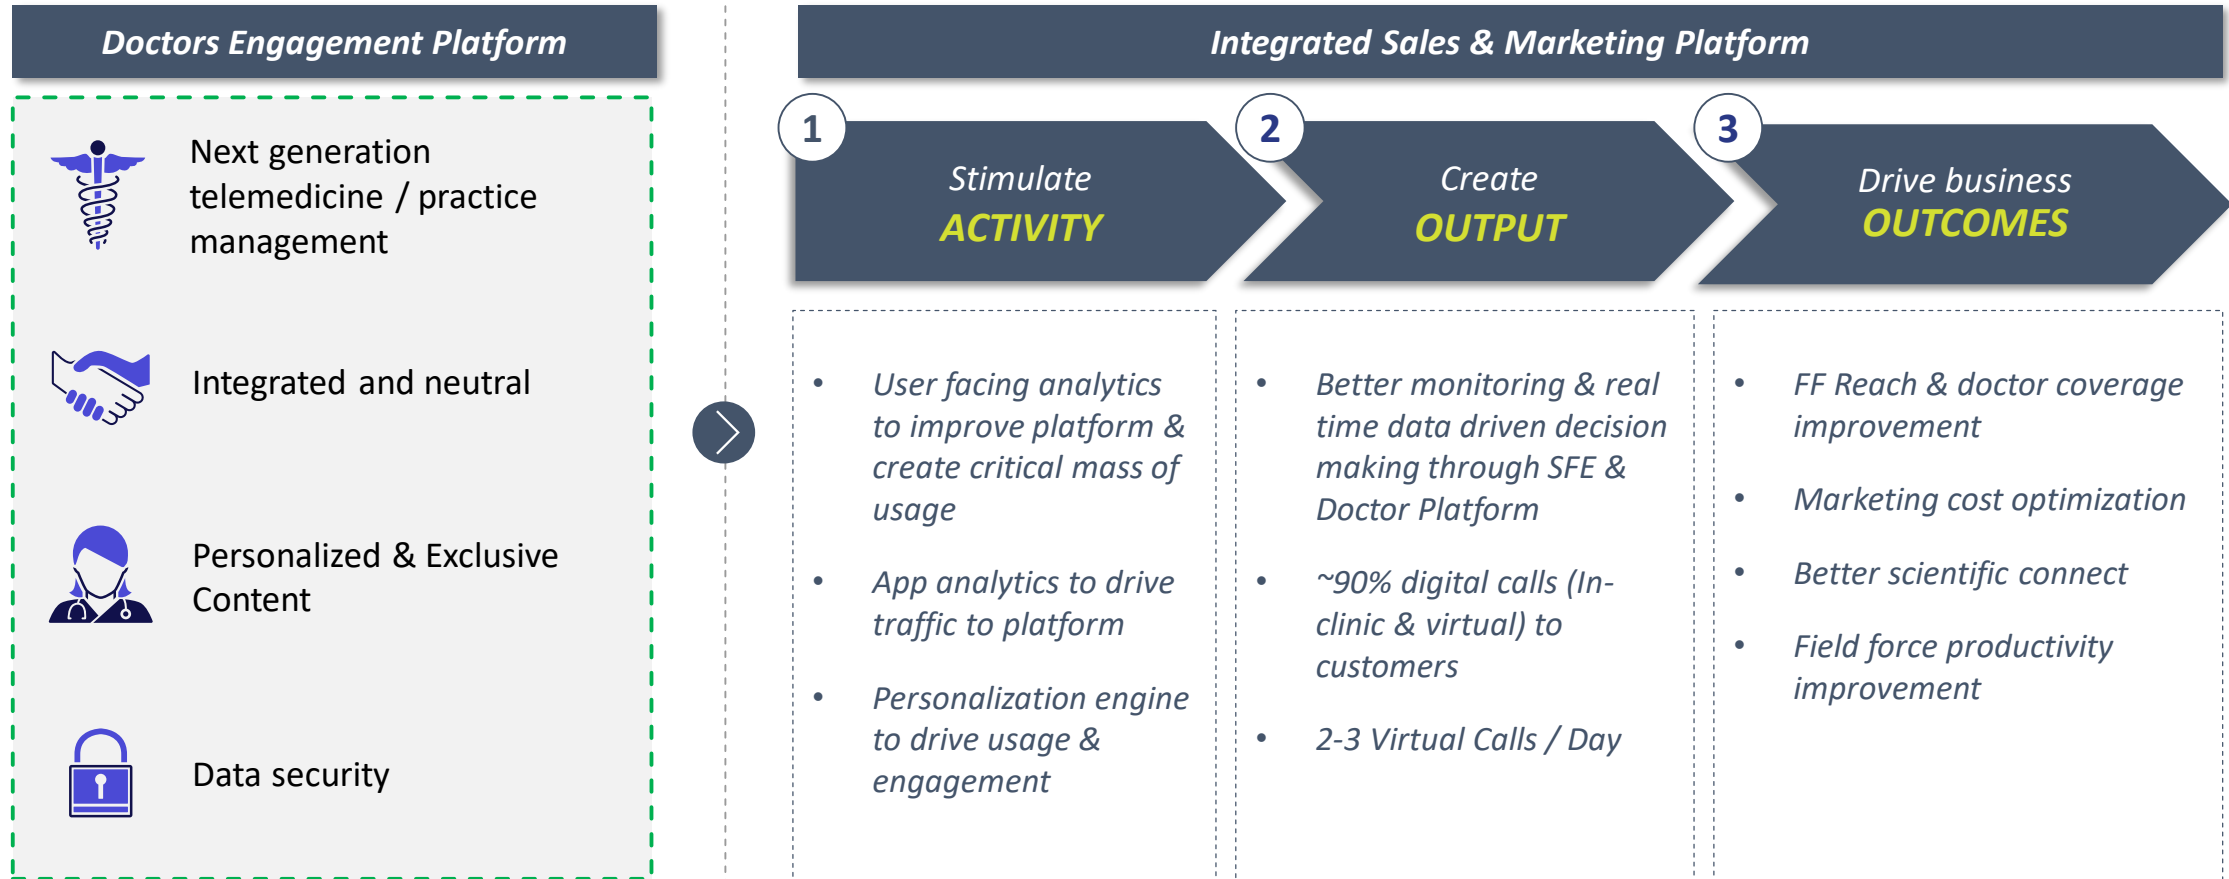 Doctors Engagement Platform
Next generation
telemedicine / practice
management
Integrated and neutral
Personalized & Exclusive
Content
Data security
Integrated Sales & Marketing Platform
1
Stimulate
ACTIVITY
• User facing analytics
to improve platform &
create critical mass of
usage
• App analytics to drive
traffic to platform
• Personalization engine
to drive usage &
engagement
2
Create
OUTPUT
• Better monitoring & real
time data driven decision
making through SFE &
Doctor Platform
• ~90% digital calls (In-
clinic & virtual) to
customers
• 2-3 Virtual Calls / Day
3
Drive business
OUTCOMES
• FF Reach & doctor coverage
improvement
• Marketing cost optimization
• Better scientific connect
• Field force productivity
improvement